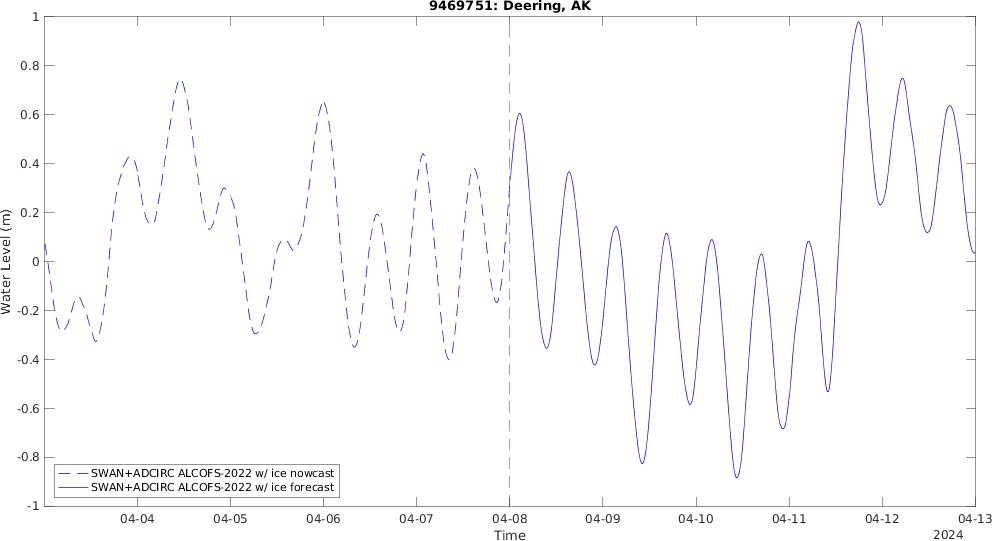 9469751: Deering, AK
1
0.8
0.6
0.4
0.2
0
-0.2
-0.4
-0.6
-0.8
-1
Water Level (m)
SWAN+ADCIRC ALCOFS-2022 w/ ice nowcast
SWAN+ADCIRC ALCOFS-2022 w/ ice forecast
04-04 04-05 04-06 04-07 04-08 04-09 04-10 04-11 04-12 04-13
Time
2024